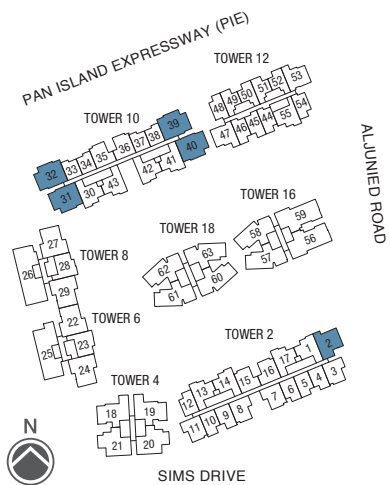 PAN ISLAND EXPRESSWAY (PIE)
TOWER 12
48 49 50 51 52 53
47 46 45 44 55 54
TOWER 10
32 33 34 35 36 37 38 39
31 30 43 42 41 40
ALJUNIED ROAD
TOWER 16
58 59
57 56
TOWER 18
62 63
61 60
TOWER 8
27
26 28
29
TOWER 6
22
25 23
24
TOWER 2
12 13 14 15 16 17 1 2
11 10 9 8 7 6 5 4 3
TOWER 4
18 19
21 20
N
SIMS DRIVE